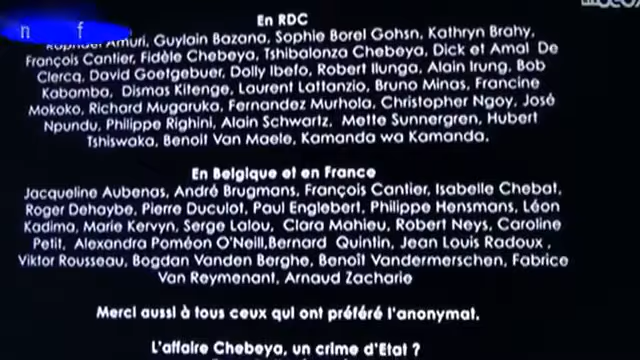 En RDC
n f
Amuri, Guylain Bazana, Sophie Borel Gohsn, Kathryn Brahy,
François Cantier, Fidèle Chebeya, Tshibalonza Chebeya, Dick et Amal De
Clercq, David Goetgebuer, Dolly Ibefo, Robert Ilunga, Alain Irung, Bob
Kabamba, Dismas Kitenge, Laurent Lattanzio, Bruno Minas, Francine
Mokoko, Richard Mugaruka, Fernandez Murhola, Christopher Ngoy, José
Npundu, Philippe Righini, Alain Schwartz, Mette Sunnergren, Hubert
Tshiswaka, Benoit Van Maele, Kamanda wa Kamanda.
En Belgique et en France
Jacqueline Aubenas, André Brugmans, François Cantier, Isabelle Chebat,
Roger Dehaybe, Pierre Duculot, Paul Englebert, Philippe Hensmans, Léon
Kadima, Marie Kervyn, Serge Lalou, Clara Mahieu, Robert Neys, Caroline
Petit, Alexandra Poméon O'Neill,Bernard Quintin, Jean Louis Radoux ,
Viktor Rousseau, Bogdan Vanden Berghe, Benoît Vandermerschen, Fabrice
Van Reymenant, Arnaud Zacharie
Merci aussi à tous ceux qui ont préféré l'anonymat.
L'affaire Chebeya, un crime d'Etat ?